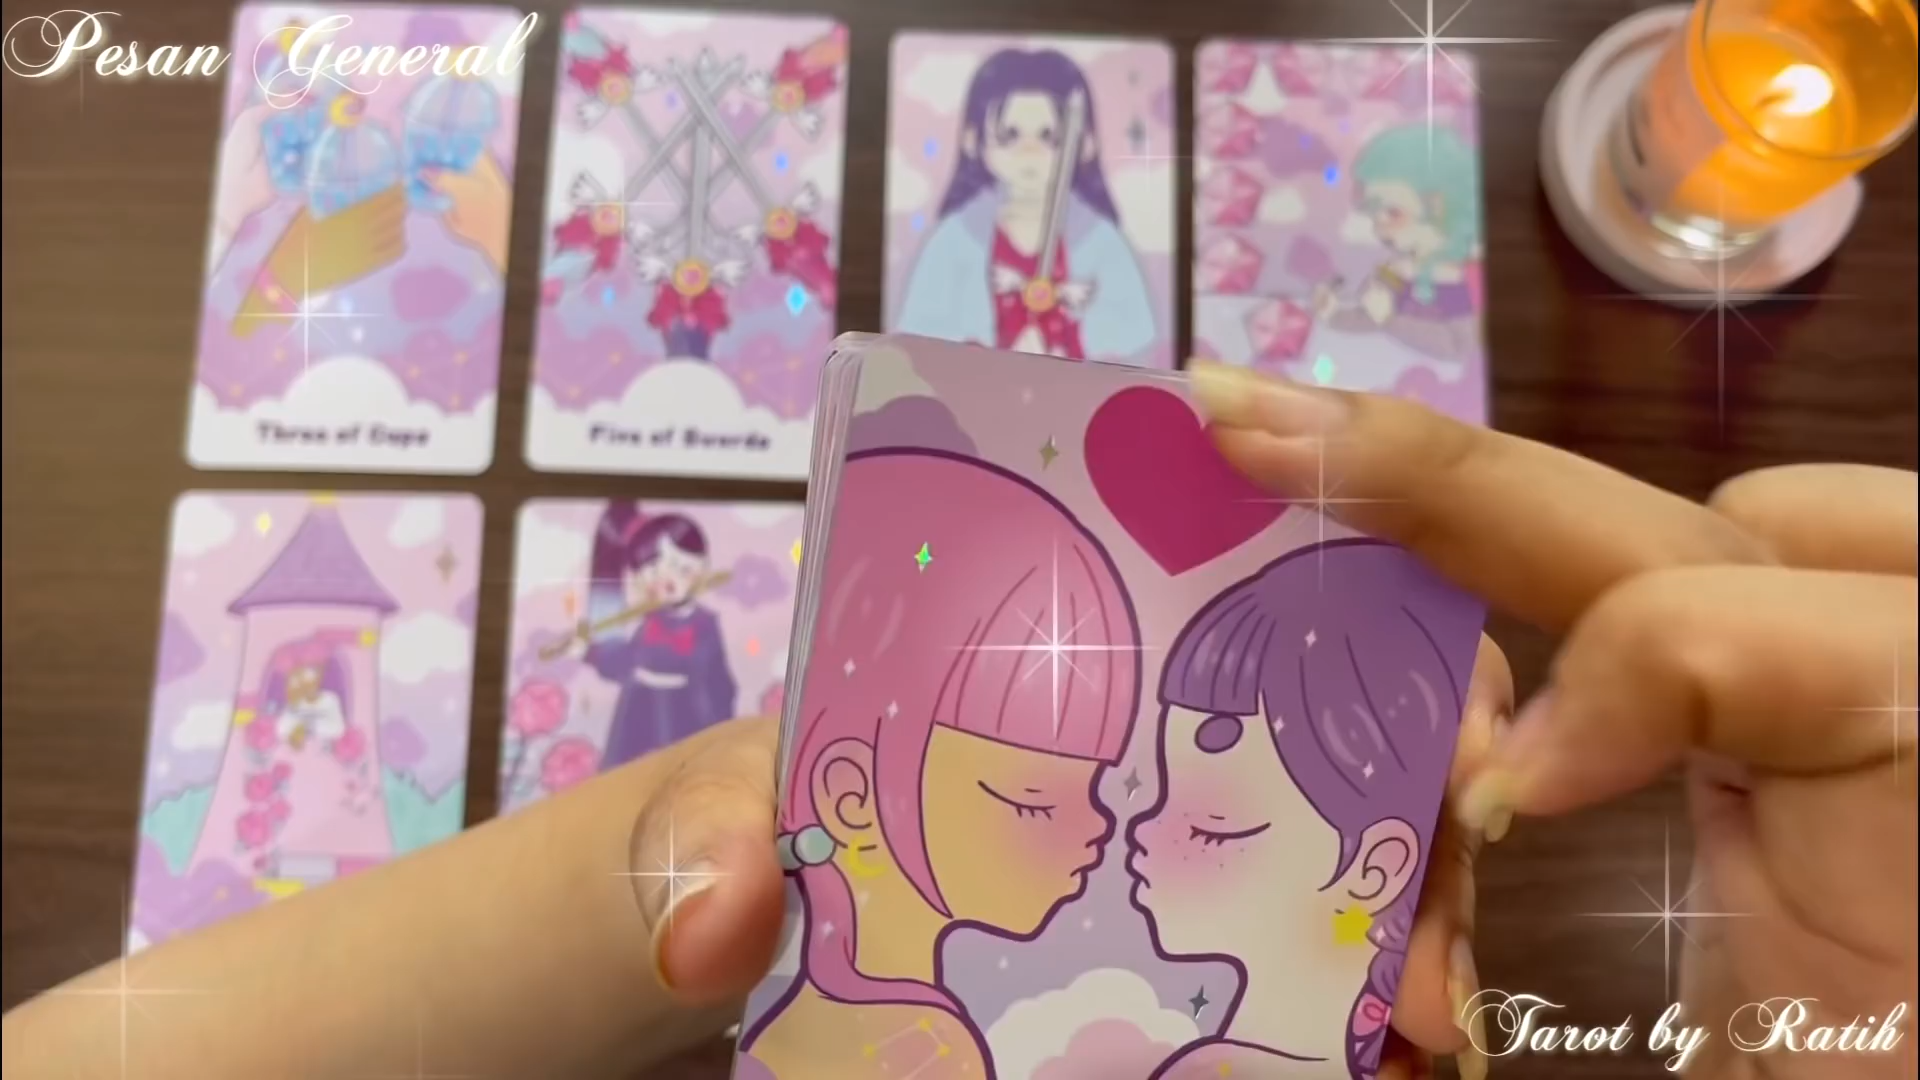 Pesan General
Three of Cups
Five of Swords
Tarot by Ratih